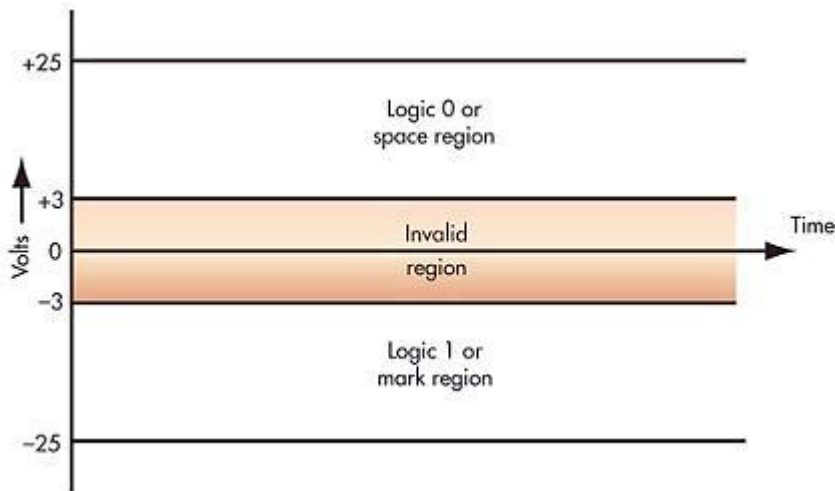 +25
Logic 0 or
space region
+3
Invalid
Time
Volts
0
region
−3
Logic 1 or
mark region
−25